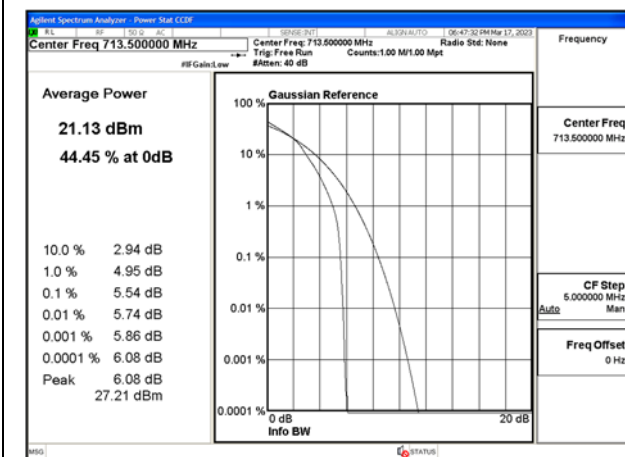 Agilent Spectrum Analyzer - Power Stat CCDF
RL RF 50 Ω AC SENSE:INT ALIGN AUTO 06:47:32 PM Mar 17, 2023
Center Freq 713.500000 MHz
Center Freq: 713.500000 MHz Radio Std: None
Trig: Free Run Counts:1.00 M/1.00 Mpt
#IFGain:Low #Atten: 40 dB
Frequency
Average Power
21.13 dBm
44.45 % at 0dB
10.0 % 2.94 dB
1.0 % 4.95 dB
0.1 % 5.54 dB
0.01 % 5.74 dB
0.001 % 5.86 dB
0.0001 % 6.08 dB
Peak 6.08 dB
27.21 dBm
Gaussian Reference
100 %
10 %
1 %
0.1 %
0.01 %
0.001 %
0.0001 %
0 dB 20 dB
Info BW
Center Freq
713.500000 MHz
CF Step
5.000000 MHz
Auto Man
Freq Offset
0 Hz
MSG STATUS